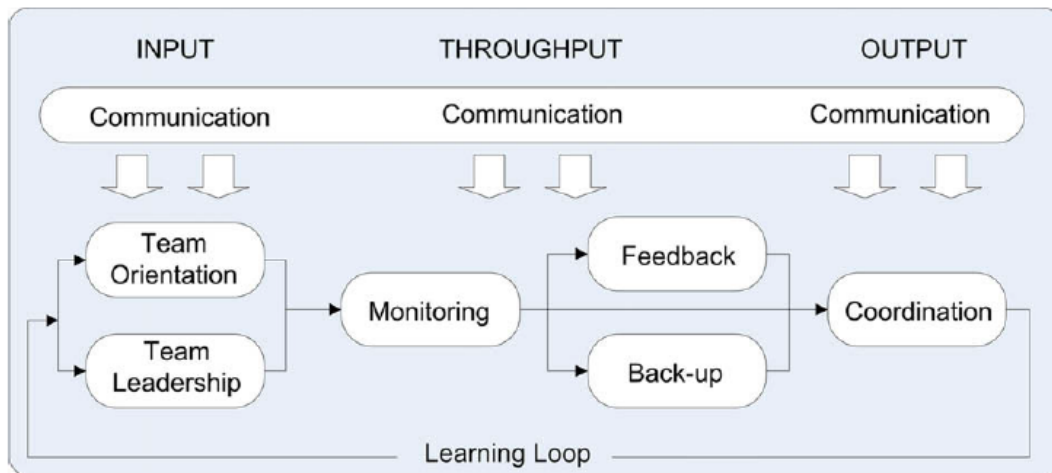 INPUT THROUGHPUT OUTPUT
Communication Communication Communication
Team
Orientation
Team
Leadership
Monitoring
Feedback
Back-up
Coordination
Learning Loop